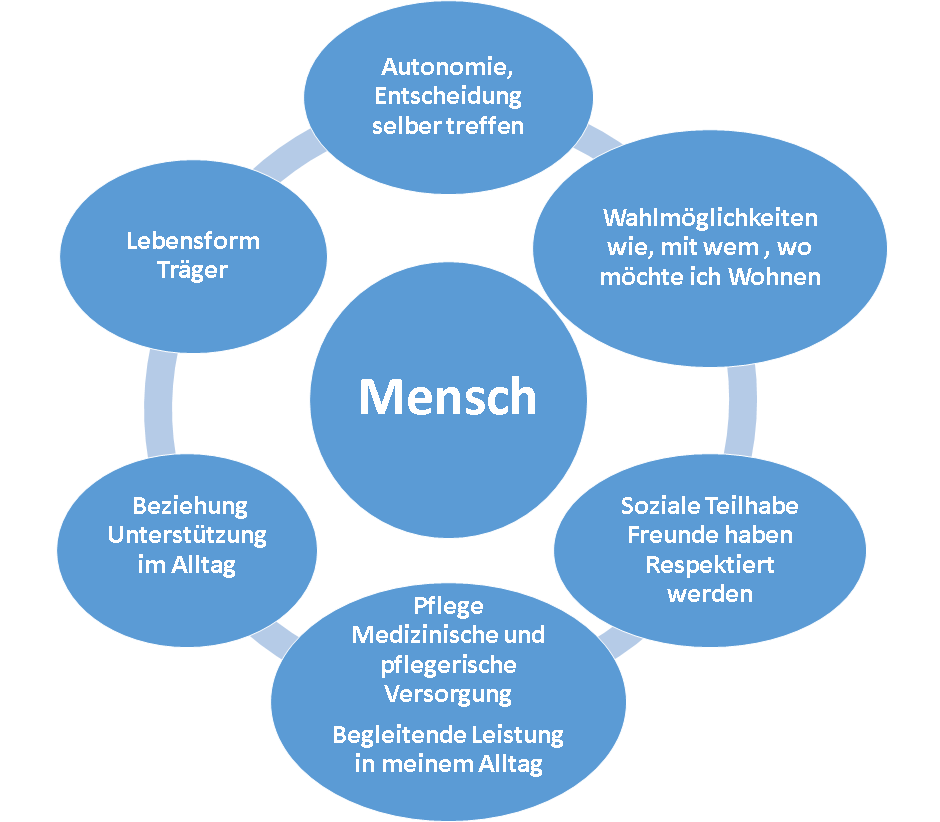 Autonomie,
Entscheidung
selber treffen
Wahlmöglichkeiten
wie, mit wem , wo
möchte ich Wohnen
Lebensform
Träger
Mensch
Beziehung
Unterstützung
im Alltag
Soziale Teilhabe
Freunde haben
Respektiert
werden
Pflege
Medizinische und
pflegerische
Versorgung
Begleitende Leistung
in meinem Alltag